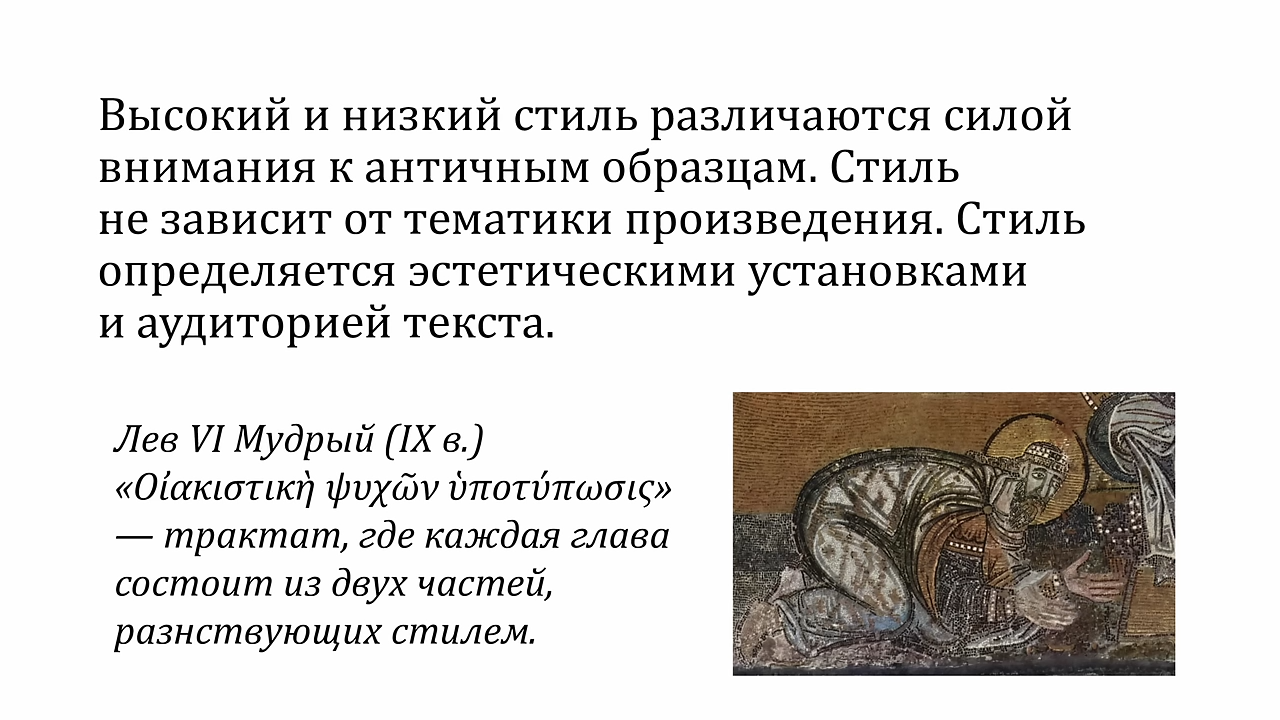 Высокий и низкий стиль различаются силой
внимания к античным образцам. Стиль
не зависит от тематики произведения. Стиль
определяется эстетическими установками
и аудиторией текста.
Лев VI Мудрый (IX в.)
«Οἰακιστικὴ ψυχῶν ὑποτύπωσις»
— трактат, где каждая глава
состоит из двух частей,
разнствующих стилем.